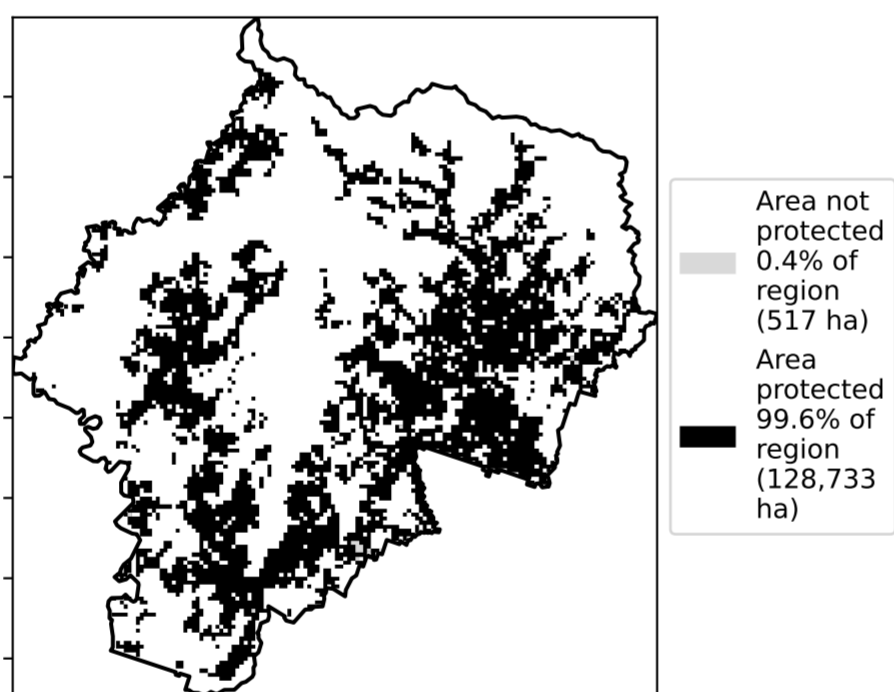 Area not
protected
0.4% of
region
(517 ha)
Area
protected
99.6% of
region
(128,733
ha)